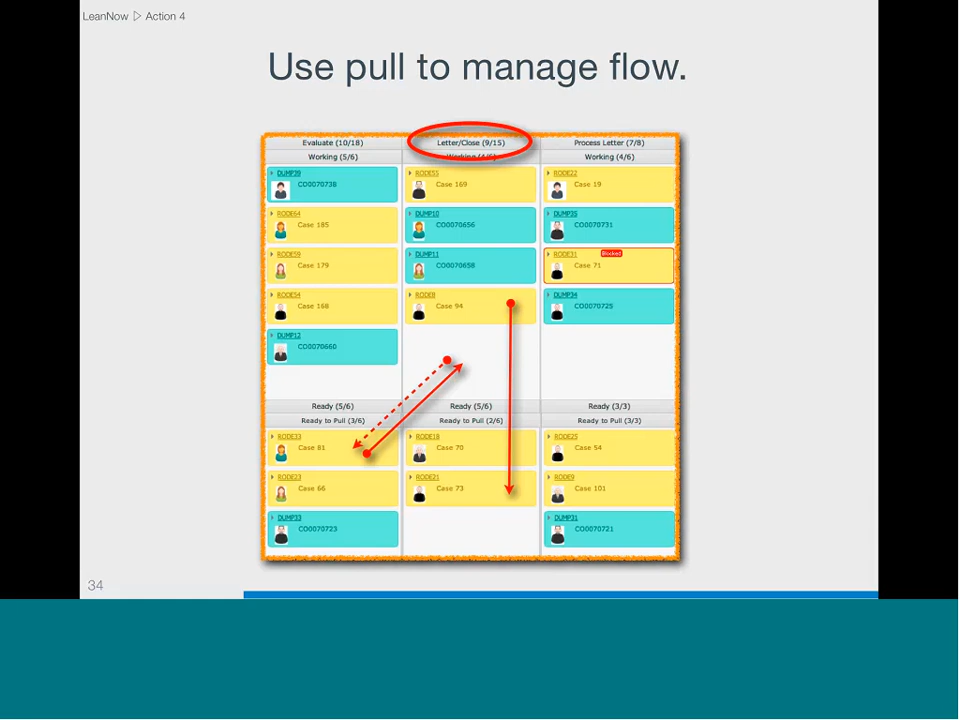 LeanNow ▷ Action 4
Use pull to manage flow.
Evaluate (10/18)
Letter/Close (9/15)
Process Letter (7/8)
Working (5/6)
Working (4/6)
Working (4/6)
DUMP39
CO0070738
RODE55
Case 169
RODE22
Case 19
RODE64
Case 185
DUMP10
CO0070656
DUMP35
CO0070731
RODE59
Case 179
DUMP11
CO0070658
RODE31
Blocked
Case 71
RODE54
Case 168
RODE8
Case 94
DUMP34
CO0070725
DUMP12
CO0070660
Ready (5/6)
Ready (5/6)
Ready (3/3)
Ready to Pull (3/6)
Ready to Pull (2/6)
Ready to Pull (3/3)
RODE33
Case 81
RODE18
Case 70
RODE25
Case 54
RODE23
Case 66
RODE21
Case 73
RODE9
Case 101
DUMP33
CO0070723
DUMP31
CO0070721
34